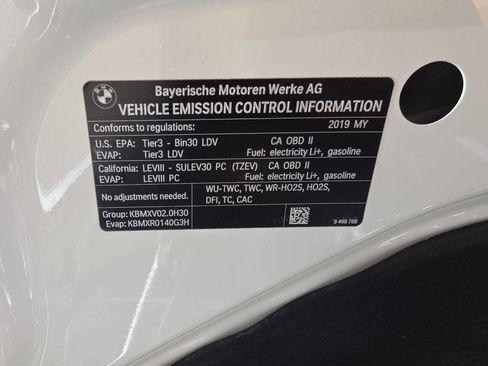 BMW
Bayerische Motoren Werke AG
VEHICLE EMISSION CONTROL INFORMATION
Conforms to regulations: 2019 MY
U.S. EPA: Tier3 - Bin30 LDV CA OBD II
EVAP: Tier3 LDV Fuel: electricity Li+, gasoline
California: LEVIII - SULEV30 PC (TZEV) CA OBD II
EVAP: LEVIII PC Fuel: electricity Li+, gasoline
No adjustments needed. WU-TWC, TWC, WR-HO2S, HO2S,
DFI, TC, CAC
Group: KBMXV02.0H30
Evap: KBMXR0140G3H
9 468 768